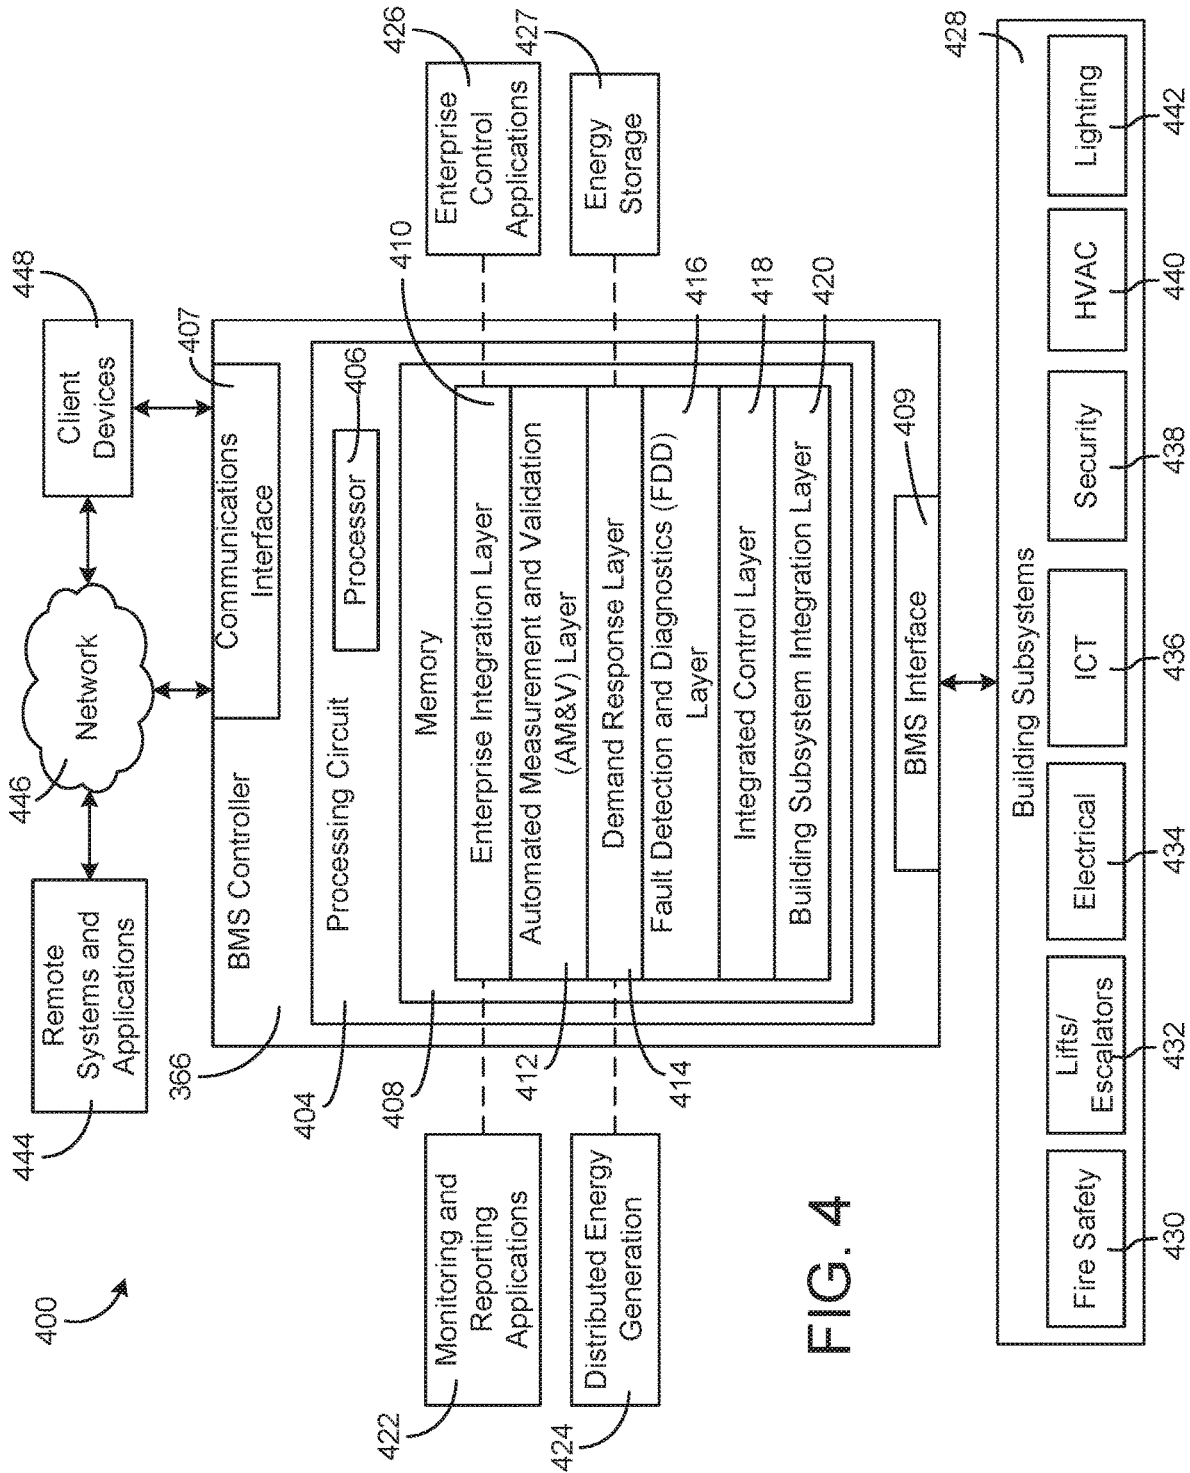 400
444
Remote
Systems and
Applications
446
Network
448
Client
Devices
366
BMS Controller
407
Communications
Interface
404
Processing Circuit
406
Processor
408
Memory
410
Enterprise Integration Layer
412
Automated Measurement and Validation
(AM&V) Layer
414
Demand Response Layer
416
Fault Detection and Diagnostics (FDD)
Layer
418
Integrated Control Layer
420
Building Subsystem Integration Layer
422
Monitoring and
Reporting
Applications
424
Distributed Energy
Generation
426
Enterprise
Control
Applications
427
Energy
Storage
409
BMS Interface
428
Building Subsystems
Fire Safety
430
Lifts/
Escalators
432
Electrical
434
ICT
436
Security
438
HVAC
440
Lighting
442
FIG. 4